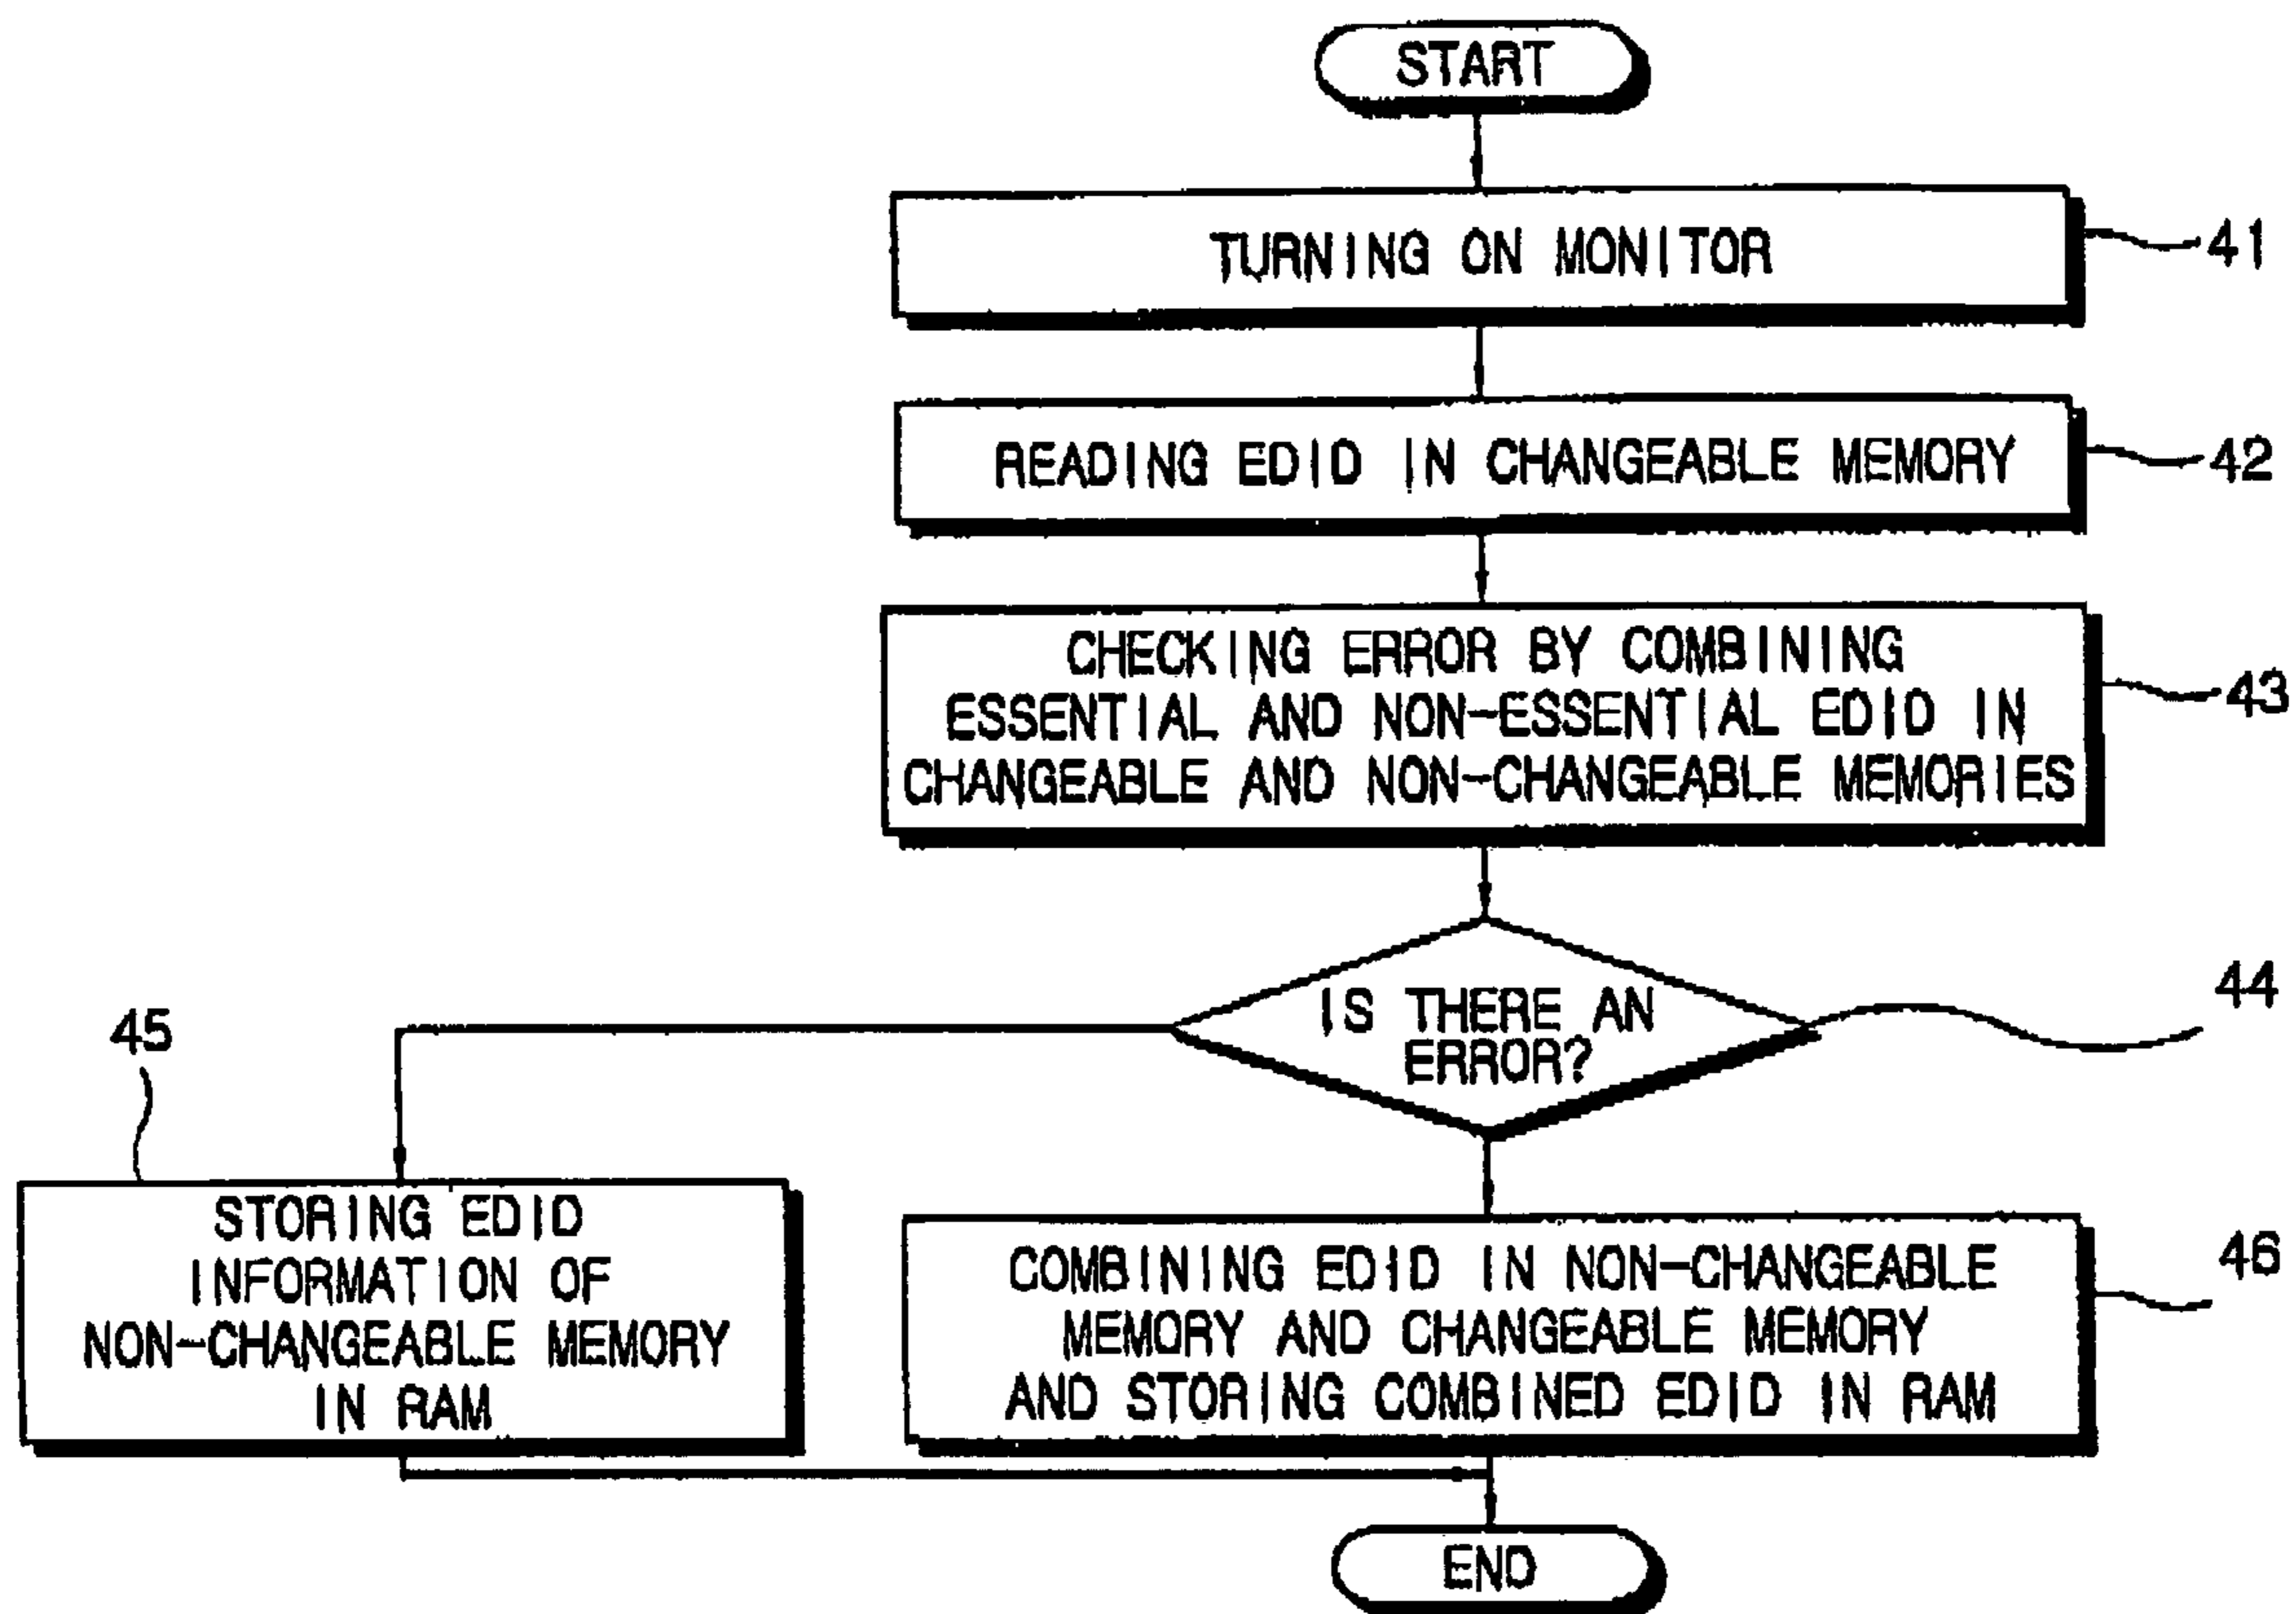 START
TURNING ON MONITOR
41
READING EDID IN CHANGEABLE MEMORY
42
CHECKING ERROR BY COMBINING
ESSENTIAL AND NON-ESSENTIAL EDID IN
CHANGEABLE AND NON-CHANGEABLE MEMORIES
43
IS THERE AN
ERROR?
44
45
STORING EDID
INFORMATION OF
NON-CHANGEABLE MEMORY
IN RAM
COMBINING EDID IN NON-CHANGEABLE
MEMORY AND CHANGEABLE MEMORY
AND STORING COMBINED EDID IN RAM
46
END